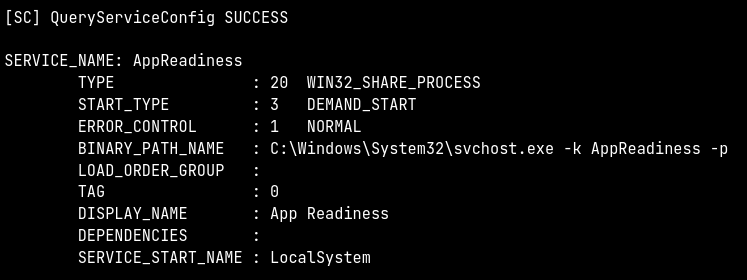 [SC] QueryServiceConfig SUCCESS

SERVICE_NAME: AppReadiness
        TYPE               : 20  WIN32_SHARE_PROCESS
        START_TYPE         : 3   DEMAND_START
        ERROR_CONTROL      : 1   NORMAL
        BINARY_PATH_NAME   : C:\Windows\System32\svchost.exe -k AppReadiness -p
        LOAD_ORDER_GROUP   :
        TAG                : 0
        DISPLAY_NAME       : App Readiness
        DEPENDENCIES       :
        SERVICE_START_NAME : LocalSystem